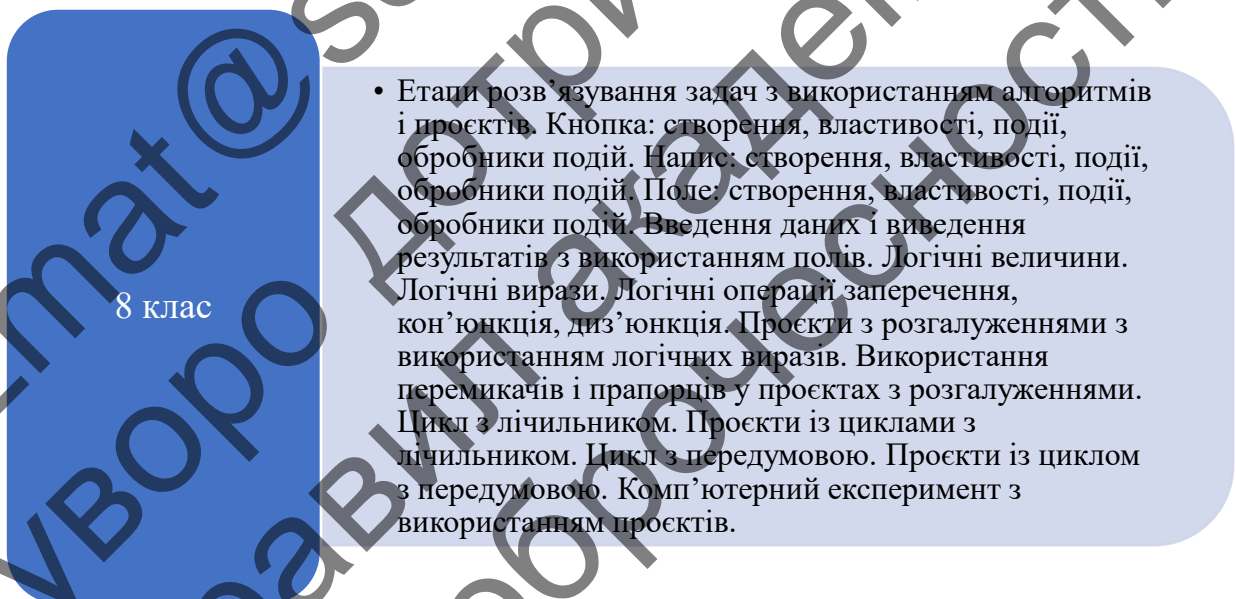 8 клас
• Етапи розв’язування задач з використанням алгоритмів
і проєктів. Кнопка: створення, властивості, події,
обробники подій. Напис: створення, властивості, події,
обробники подій. Поле: створення, властивості, події,
обробники подій. Введення даних і виведення
результатів з використанням полів. Логічні величини.
Логічні вирази. Логічні операції заперечення,
кон’юнкція, диз’юнкція. Проєкти з розгалуженнями з
використанням логічних виразів. Використання
перемикачів і прапорців у проєктах з розгалуженнями.
Цикл з лічильником. Проєкти із циклами з
лічильником. Цикл з передумовою. Проєкти із циклом
з передумовою. Комп’ютерний експеримент з
використанням проєктів.